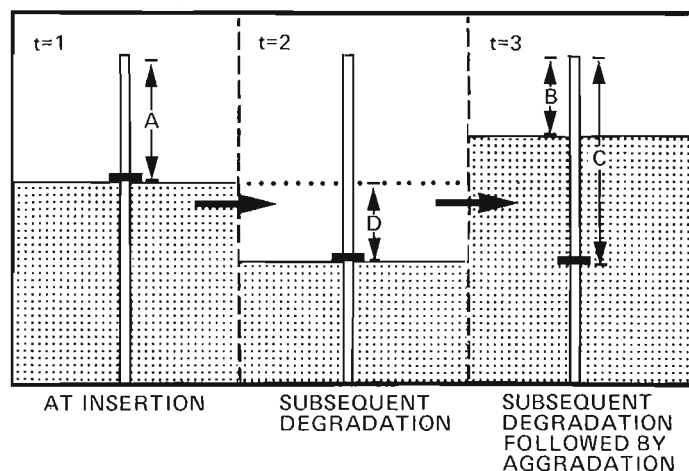 t=1
t=2
t=3
A
B
C
D
AT INSERTION
SUBSEQUENT
DEGRADATION
SUBSEQUENT
DEGRADATION
FOLLOWED BY
AGGRADATION